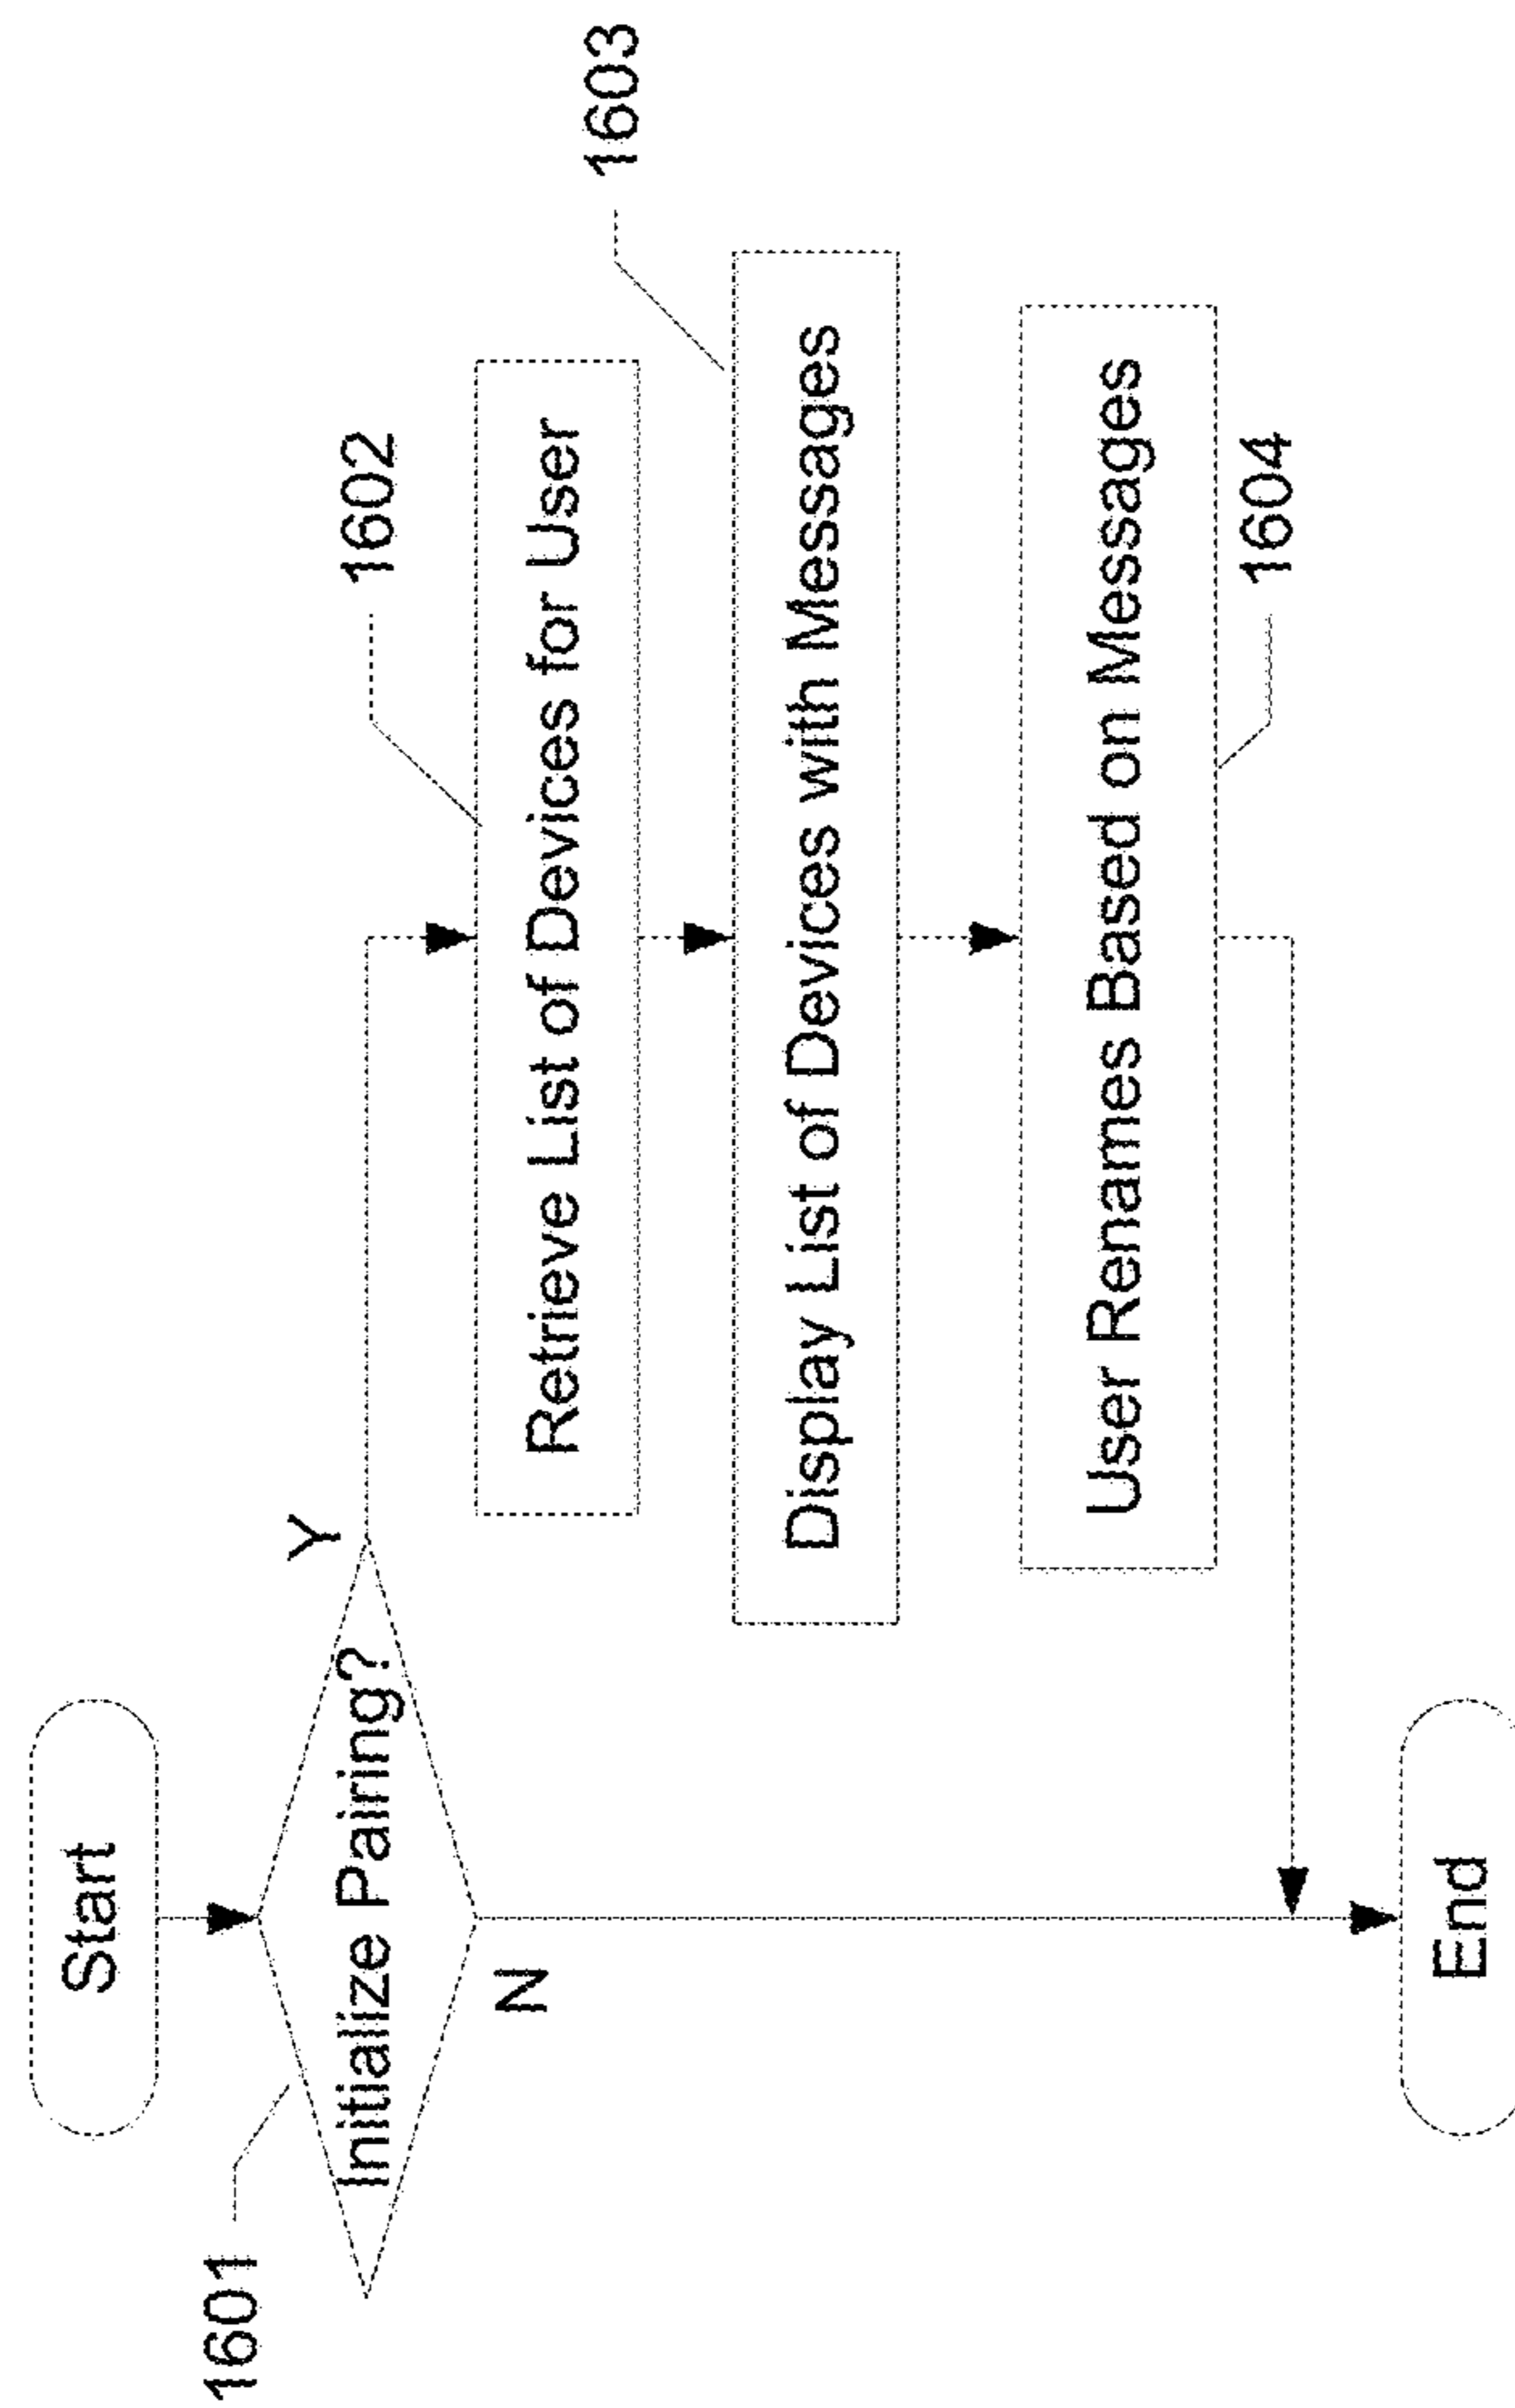 Start
1601
Initialize Pairing?
Y
N
1602
Retrieve List of Devices for User
1603
Display List of Devices with Messages
User Renames Based on Messages
1604
End